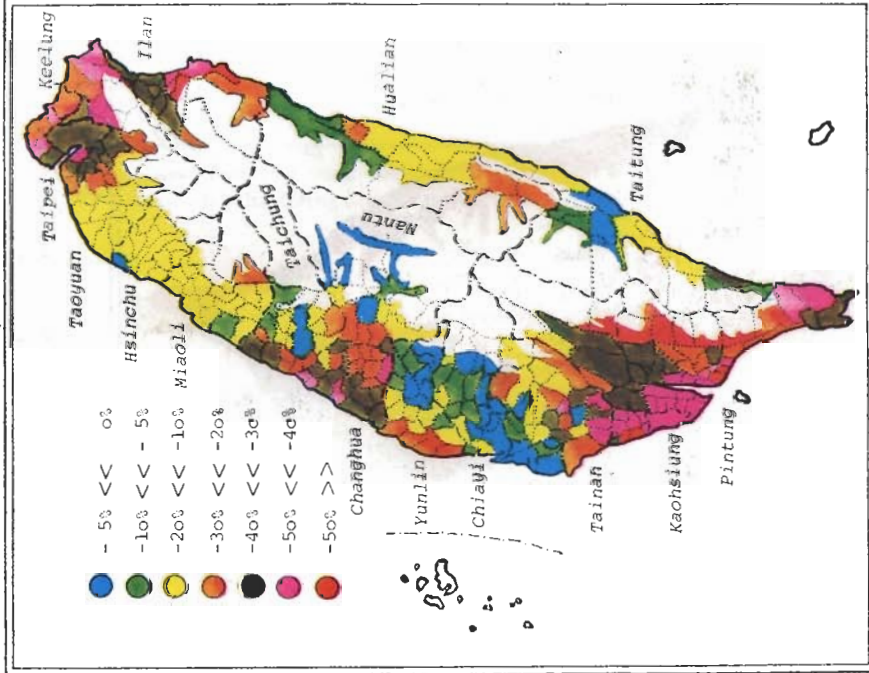 Keelung
Ilan
Taipei
Taoyuan
Hsinchu
Miaoli
Taichung
Nantu
Hualian
Changhua
Yunlin
Chiayi
Tainan
Kaohsiung
Pintung
Taitung
- 5% << 0%
-10% << - 5%
-20% << -10%
-30% << -20%
-40% << -30%
-50% << -40%
-50% >>